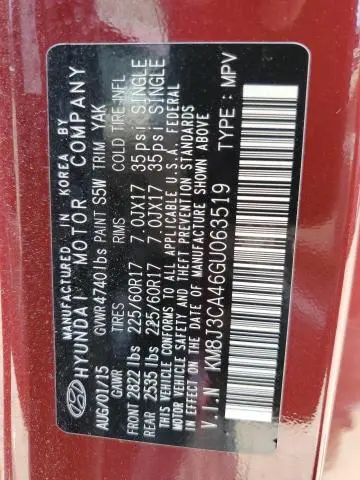 MANUFACTURED IN KOREA BY
HYUNDAI MOTOR COMPANY
AUG/01/15 GVWR 4740lbs PAINT S5W TRIM YAK
GAWR TIRES RIMS COLD TIRE INFL
FRONT 2822 lbs 225/60R17 7.0JX17 35psi SINGLE
REAR 2535 lbs 225/60R17 7.0JX17 35psi SINGLE
THIS VEHICLE CONFORMS TO ALL APPLICABLE U.S.A. FEDERAL
MOTOR VEHICLE SAFETY BUMPER, AND THEFT PREVENTION STANDARDS
IN EFFECT ON THE DATE OF MANUFACTURE SHOWN ABOVE
V.I.N KM8J3CA46GU063519 TYPE: MPV